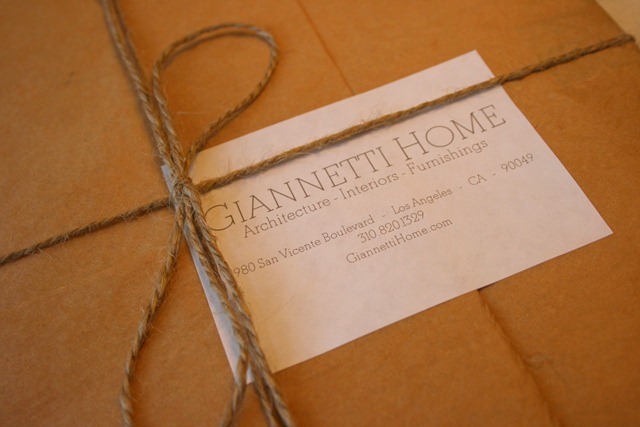 GIANNETTI HOME
Architecture - Interiors - Furnishings
980 San Vicente Boulevard - Los Angeles - CA - 90049
310.820.1329
GiannettiHome.com